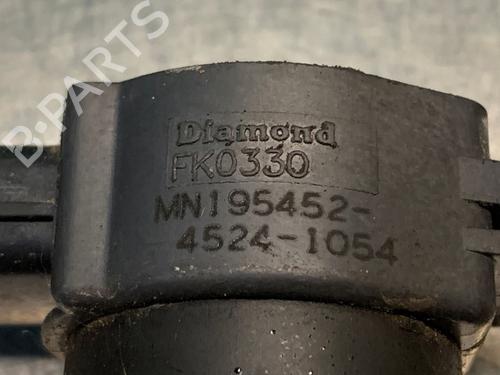 B-PARTS
Diamond
FK0330
MN195452-
4524-1054